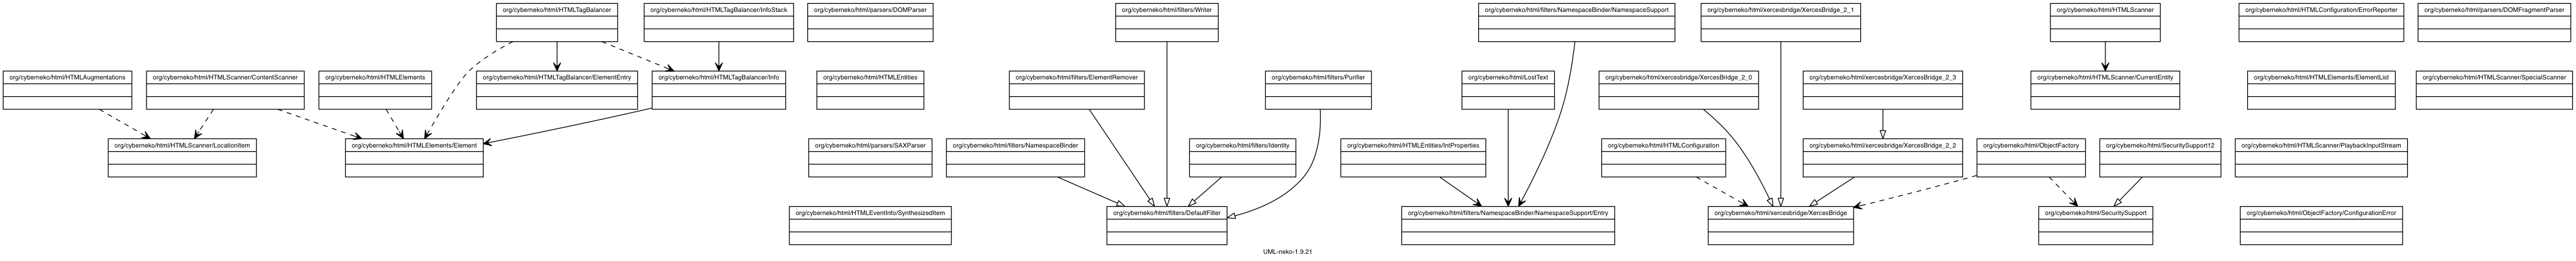 org/cyberneko/html/HTMLTagBalancer
org/cyberneko/html/HTMLTagBalancer/InfoStack
org/cyberneko/html/parsers/DOMParser
org/cyberneko/html/filters/Writer
org/cyberneko/html/filters/NamespaceBinder/NamespaceSupport
org/cyberneko/html/xercesbridge/XercesBridge_2_1
org/cyberneko/html/HTMLScanner
org/cyberneko/html/HTMLConfiguration/ErrorReporter
org/cyberneko/html/parsers/DOMFragmentParser
org/cyberneko/html/HTMLAugmentations
org/cyberneko/html/HTMLScanner/ContentScanner
org/cyberneko/html/HTMLElements
org/cyberneko/html/HTMLTagBalancer/ElementEntry
org/cyberneko/html/HTMLTagBalancer/Info
org/cyberneko/html/HTMLEntities
org/cyberneko/html/filters/ElementRemover
org/cyberneko/html/filters/Purifier
org/cyberneko/html/LostText
org/cyberneko/html/xercesbridge/XercesBridge_2_0
org/cyberneko/html/xercesbridge/XercesBridge_2_3
org/cyberneko/html/HTMLScanner/CurrentEntity
org/cyberneko/html/HTMLElements/ElementList
org/cyberneko/html/HTMLScanner/SpecialScanner
org/cyberneko/html/HTMLScanner/LocationItem
org/cyberneko/html/HTMLElements/Element
org/cyberneko/html/parsers/SAXParser
org/cyberneko/html/filters/NamespaceBinder
org/cyberneko/html/filters/Identity
org/cyberneko/html/HTMLEntities/IntProperties
org/cyberneko/html/HTMLConfiguration
org/cyberneko/html/xercesbridge/XercesBridge_2_2
org/cyberneko/html/ObjectFactory
org/cyberneko/html/SecuritySupport12
org/cyberneko/html/HTMLScanner/PlaybackInputStream
org/cyberneko/html/HTMLEventInfo/SynthesizedItem
org/cyberneko/html/filters/DefaultFilter
org/cyberneko/html/filters/NamespaceBinder/NamespaceSupport/Entry
org/cyberneko/html/xercesbridge/XercesBridge
org/cyberneko/html/SecuritySupport
org/cyberneko/html/ObjectFactory/ConfigurationError
UML-neko-1.9.21